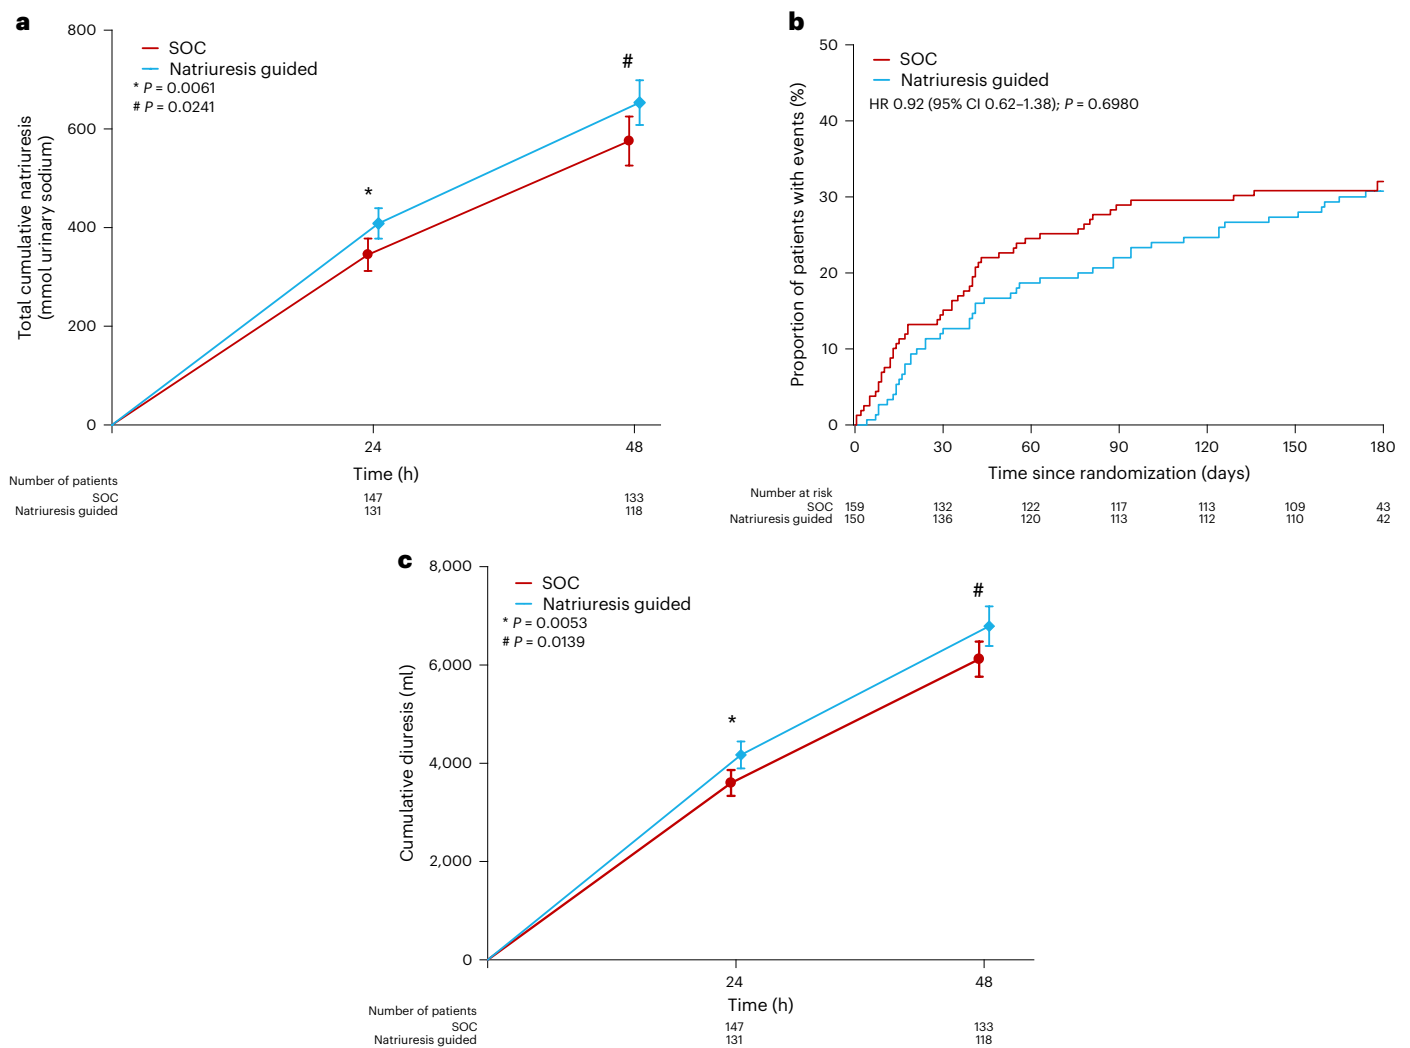 a
800
600
400
200
0
Total cumulative natriuresis
(mmol urinary sodium)
SOC
Natriuresis guided
* P = 0.0061
# P = 0.0241
*
#
24
48
Time (h)
Number of patients
SOC 147 133
Natriuresis guided 131 118
b
50
40
30
20
10
0
Proportion of patients with events (%)
SOC
Natriuresis guided
HR 0.92 (95% CI 0.62–1.38); P = 0.6980
0 30 60 90 120 150 180
Time since randomization (days)
Number at risk
SOC 159 132 122 117 113 109 43
Natriuresis guided 150 136 120 113 112 110 42
c
8,000
6,000
4,000
2,000
0
Cumulative diuresis (ml)
SOC
Natriuresis guided
* P = 0.0053
# P = 0.0139
*
#
24 48
Time (h)
Number of patients
SOC 147 133
Natriuresis guided 131 118